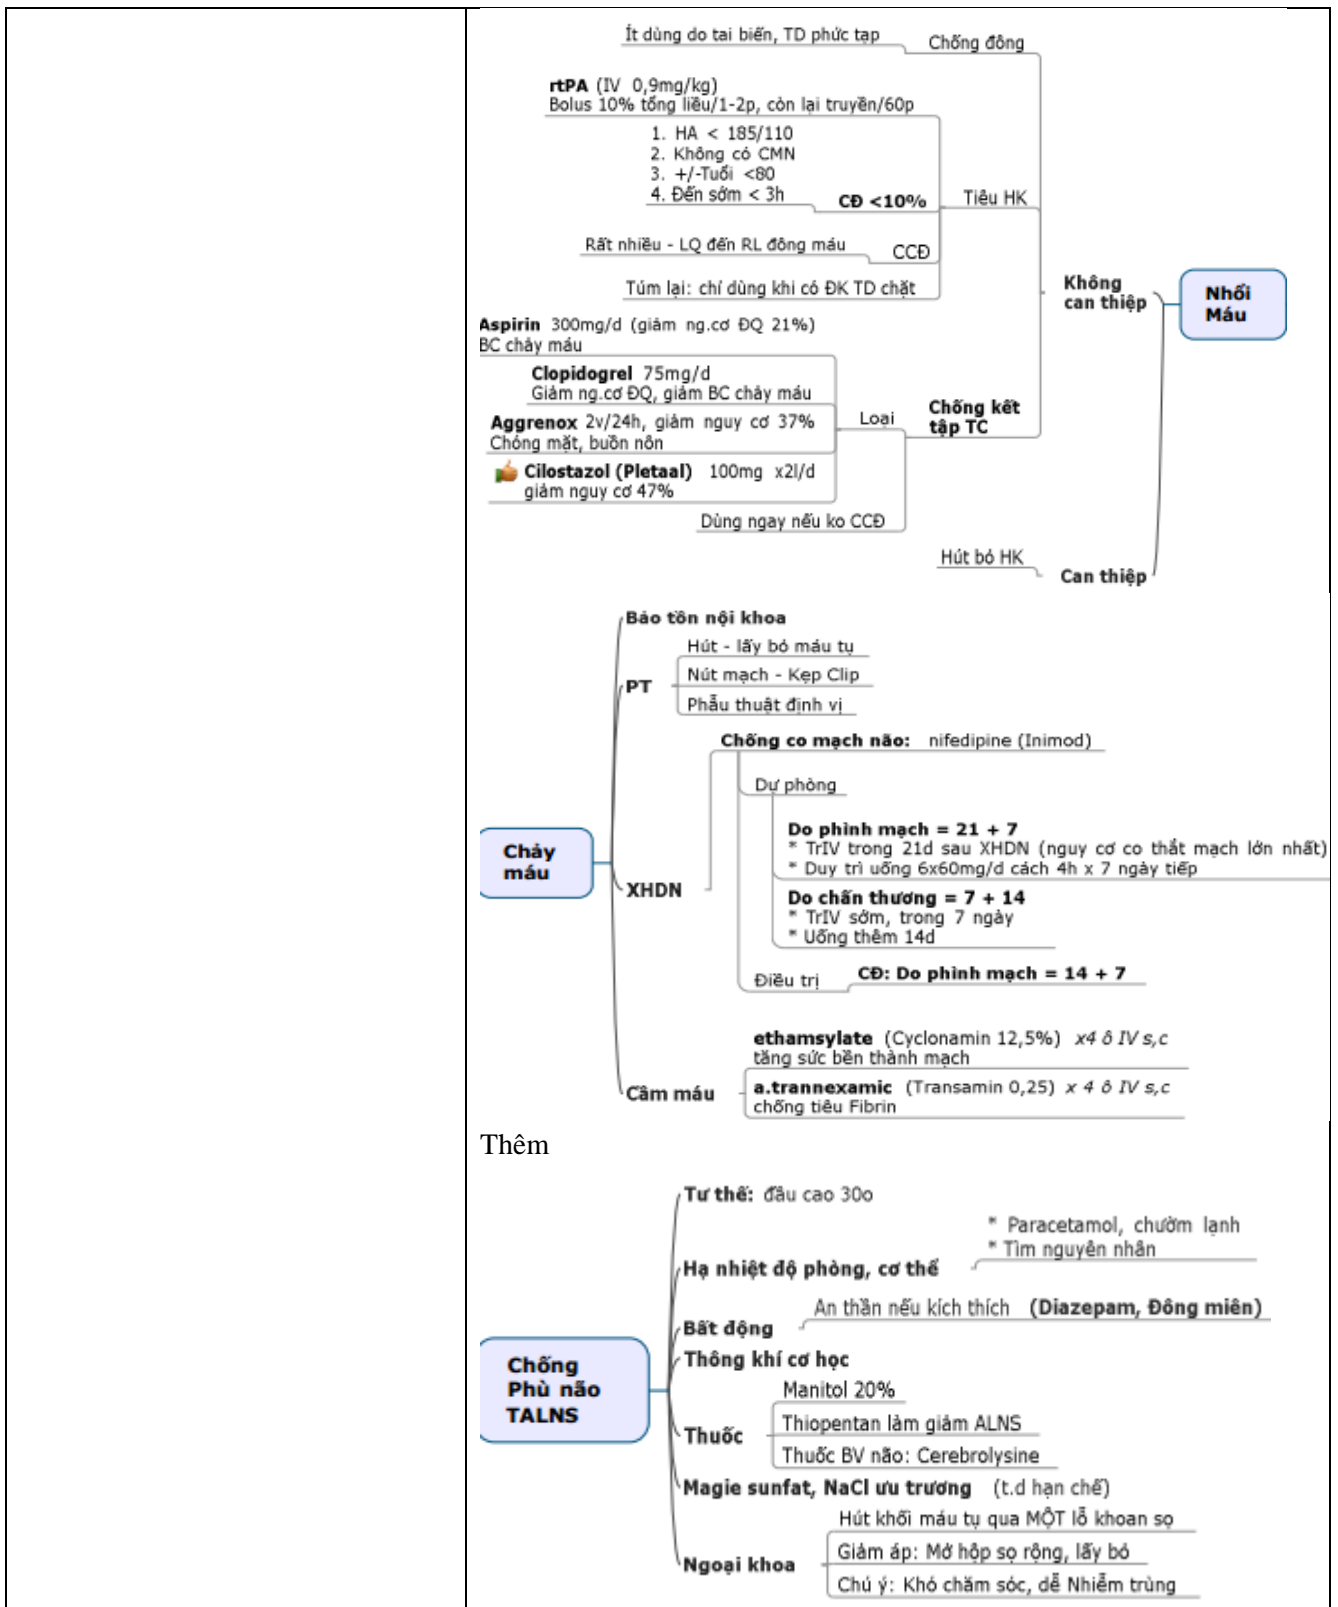 Ít dùng do tai biến, TD phức tạp
Chống đông
rtPA (IV 0,9mg/kg)
Bolus 10% tổng liều/1-2p, còn lại truyền/60p
1. HA < 185/110
2. Không có CMN
3. +/-Tuổi <80
4. Đến sớm < 3h
CĐ <10%
Tiêu HK
Rất nhiều - LQ đến RL đông máu
CCĐ
Túm lại: chỉ dùng khi có ĐK TD chặt
Không
can thiệp
Nhồi
Máu
Aspirin 300mg/d (giảm ng.cơ ĐQ 21%)
BC chảy máu
Clopidogrel 75mg/d
Giảm ng.cơ ĐQ, giảm BC chảy máu
Aggrenox 2v/24h, giảm nguy cơ 37%
Chóng mặt, buồn nôn
Cilostazol (Pletaal) 100mg x2l/d
giảm nguy cơ 47%
Loại
Chống kết
tập TC
Dùng ngay nếu ko CCĐ
Hút bỏ HK
Can thiệp
Bảo tồn nội khoa
Hút - lấy bỏ máu tụ
PT
Nút mạch - Kẹp Clip
Phẫu thuật định vị
Chống co mạch não: nifedipine (Inimod)
Dự phòng
Do phình mạch = 21 + 7
* TrIV trong 21d sau XHDN (nguy cơ co thắt mạch lớn nhất)
* Duy trì uống 6x60mg/d cách 4h x 7 ngày tiếp
Chảy
máu
XHDN
Do chấn thương = 7 + 14
* TrIV sớm, trong 7 ngày
* Uống thêm 14d
Điều trị
CĐ: Do phình mạch = 14 + 7
ethamsylate (Cyclonamin 12,5%) x4 ô IV s,c
tăng sức bền thành mạch
Cầm máu
a.trannexamic (Transamin 0,25) x 4 ô IV s,c
chống tiêu Fibrin
Thêm
Tư thế: đầu cao 30o
* Paracetamol, chườm lạnh
* Tìm nguyên nhân
Hạ nhiệt độ phòng, cơ thể
An thần nếu kích thích (Diazepam, Đông miên)
Bất động
Thông khí cơ học
Chống
Phù não
TALNS
Manitol 20%
Thiopentan làm giảm ALNS
Thuốc
Thuốc BV não: Cerebrolysine
Magie sunfat, NaCl ưu trương (t.d hạn chế)
Hút khối máu tụ qua MỘT lỗ khoan sọ
Ngoại khoa
Giảm áp: Mở hộp sọ rộng, lấy bỏ
Chú ý: Khó chăm sóc, dễ Nhiễm trùng